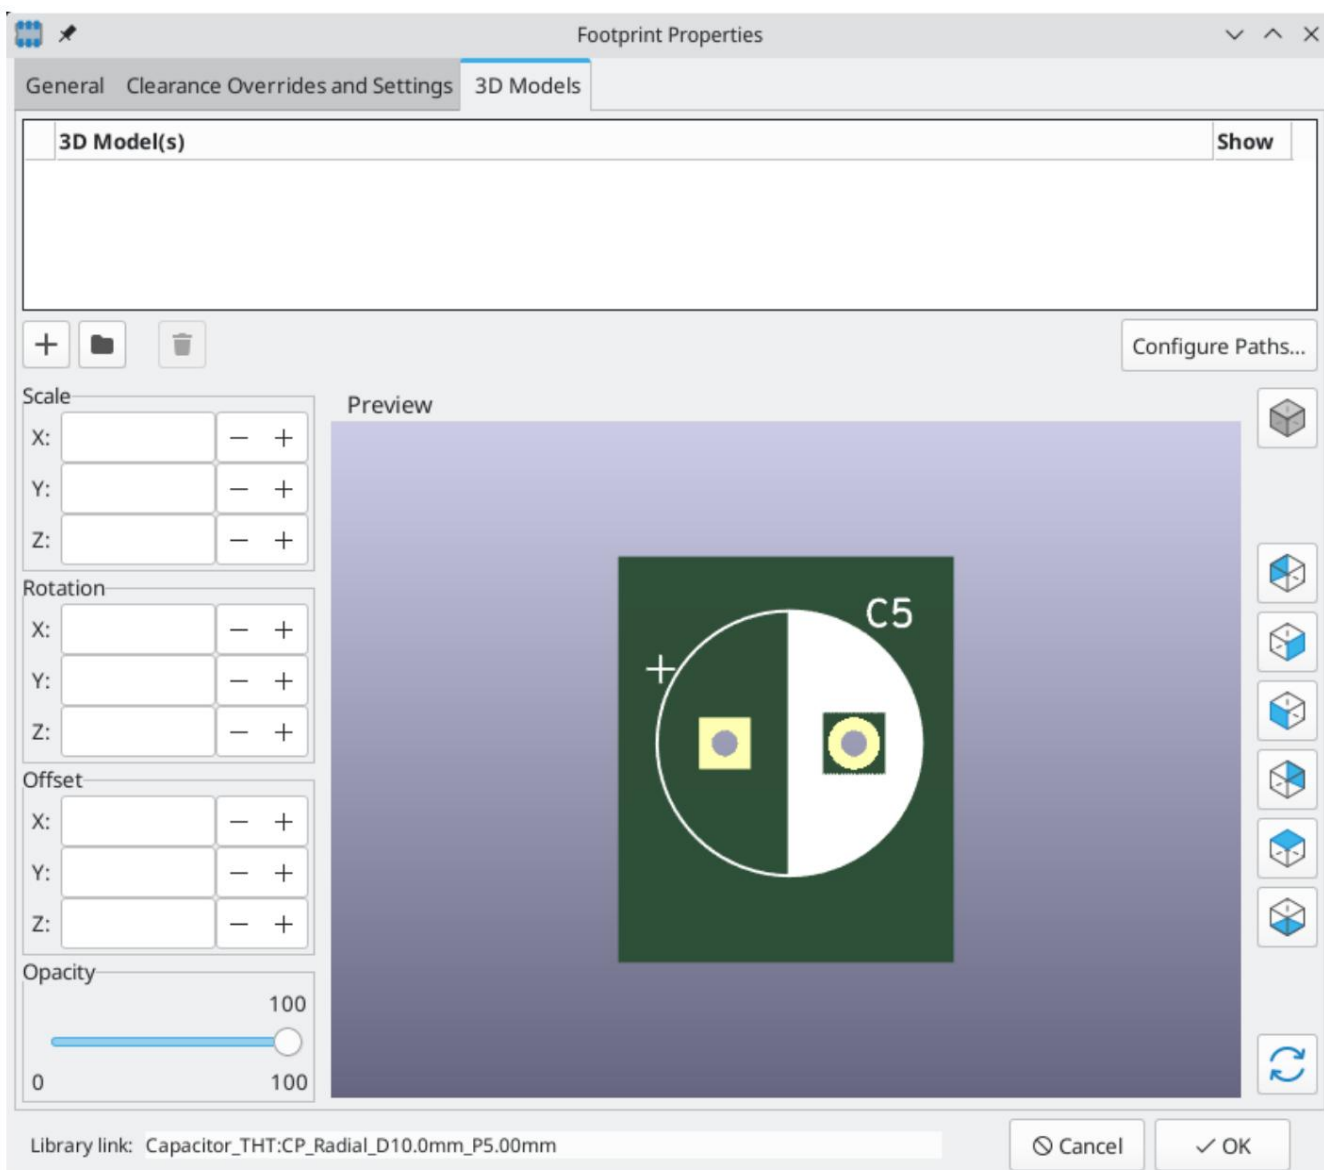 Footprint Properties
General Clearance Overrides and Settings 3D Models
3D Model(s) Show
Configure Paths...
Scale
X:
Y:
Z:
Rotation
X:
Y:
Z:
Offset
X:
Y:
Z:
Opacity
100
0 100
Preview
C5
+
Library link: Capacitor_THT:CP_Radial_D10.0mm_P5.00mm
Cancel OK